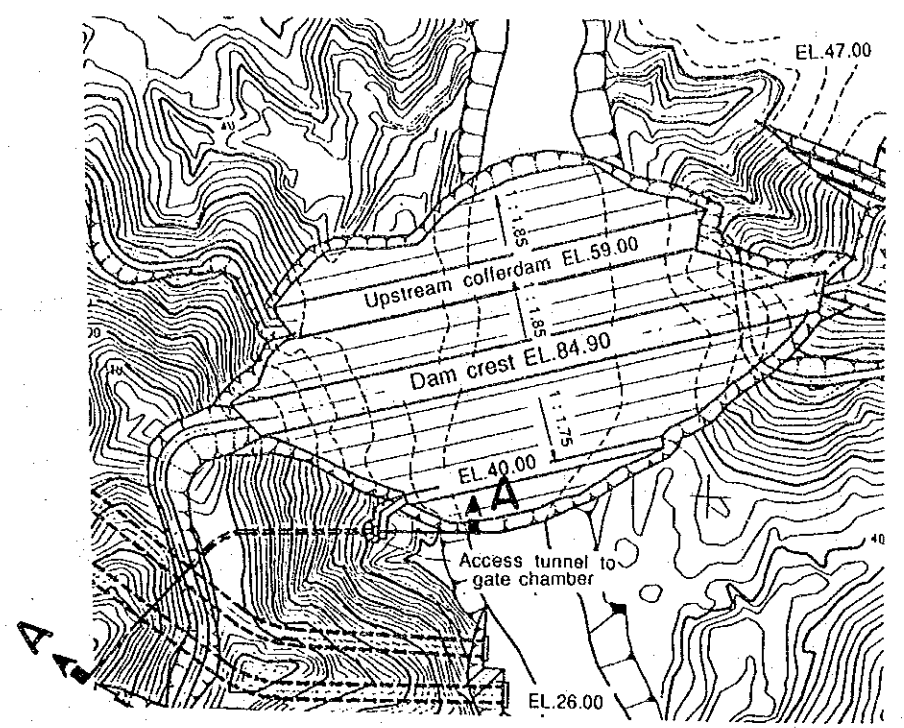 EL.47.00
40
1:1.85
Upstream cofferdam EL.59.00
1:1.85
Dam crest EL.84.90
1:1.75
EL.40.00
A
40
Access tunnel to
gate chamber
A
EL.26.00